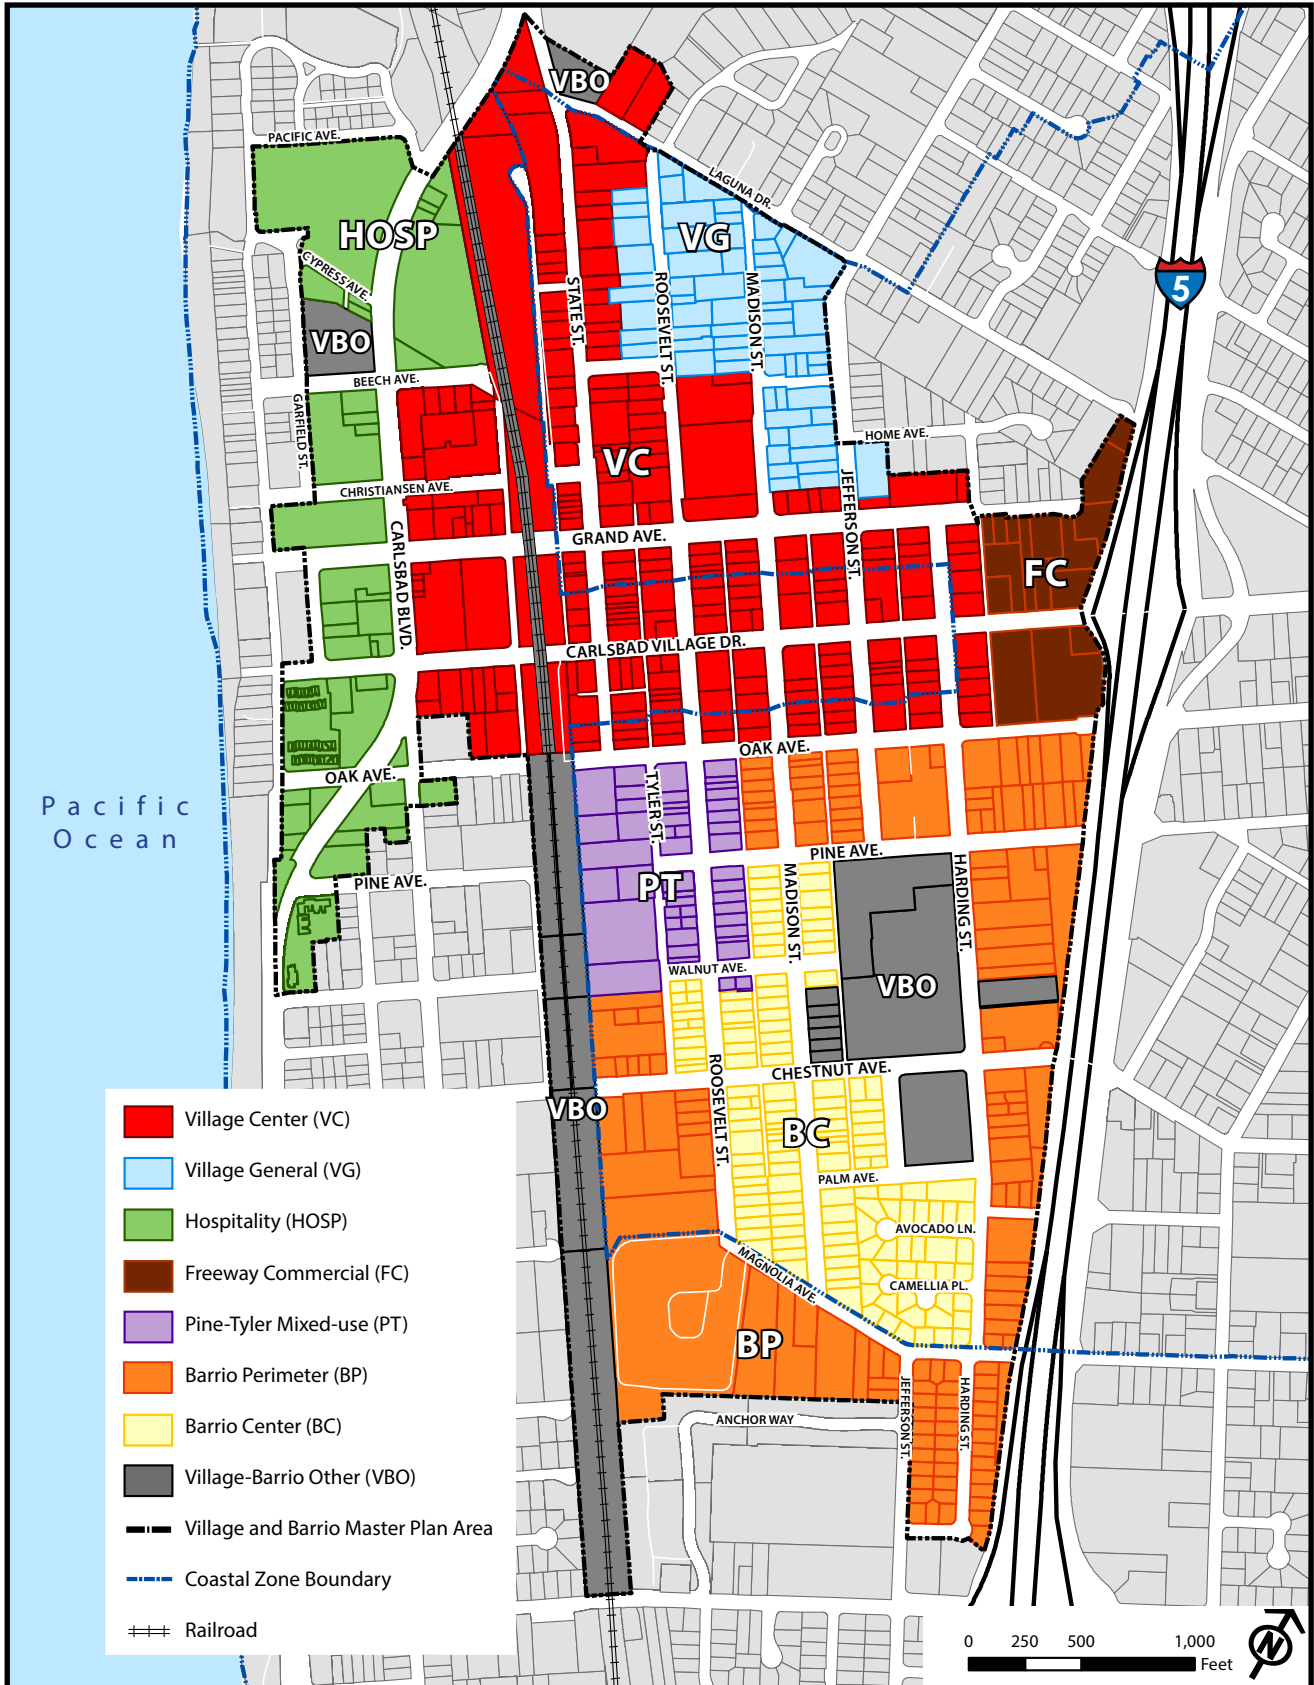 VBO
PACIFIC AVE.
LAGUNA DR.
HOSP
VG
CYPRESS AVE.
5
STATE ST.
ROOSEVELT ST.
MADISON ST.
VBO
BEECH AVE.
GARFIELD ST.
HOME AVE.
VC
JEFFERSON ST.
CHRISTIANSEN AVE.
CARLSBAD BLVD.
GRAND AVE.
FC
CARLSBAD VILLAGE DR.
OAK AVE.
OAK AVE.
TYLER ST.
Pacific
Ocean
PINE AVE.
PINE AVE.
PT
MADISON ST.
HARDING ST.
WALNUT AVE.
VBO
ROOSEVELT ST.
CHESTNUT AVE.
VBO
BC
PALM AVE.
AVOCADO LN.
MAGNOLIA AVE.
CAMELLIA PL.
BP
JEFFERSON ST.
HARDING ST.
ANCHOR WAY
Village Center (VC)
Village General (VG)
Hospitality (HOSP)
Freeway Commercial (FC)
Pine-Tyler Mixed-use (PT)
Barrio Perimeter (BP)
Barrio Center (BC)
Village-Barrio Other (VBO)
Village and Barrio Master Plan Area
Coastal Zone Boundary
Railroad
0 250 500 1,000
Feet
N